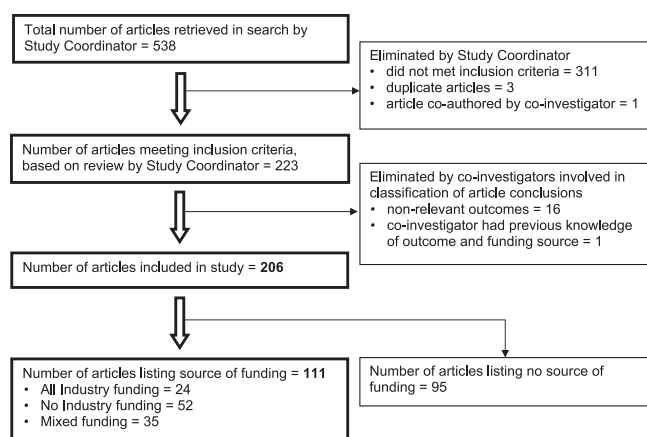 Total number of articles retrieved in search by
Study Coordinator = 538
Eliminated by Study Coordinator
• did not met inclusion criteria = 311
• duplicate articles = 3
• article co-authored by co-investigator = 1
Number of articles meeting inclusion criteria,
based on review by Study Coordinator = 223
Eliminated by co-investigators involved in
classification of article conclusions
• non-relevant outcomes = 16
• co-investigator had previous knowledge
of outcome and funding source = 1
Number of articles included in study = 206
Number of articles listing source of funding = 111
• All Industry funding = 24
• No Industry funding = 52
• Mixed funding = 35
Number of articles listing no source of
funding = 95